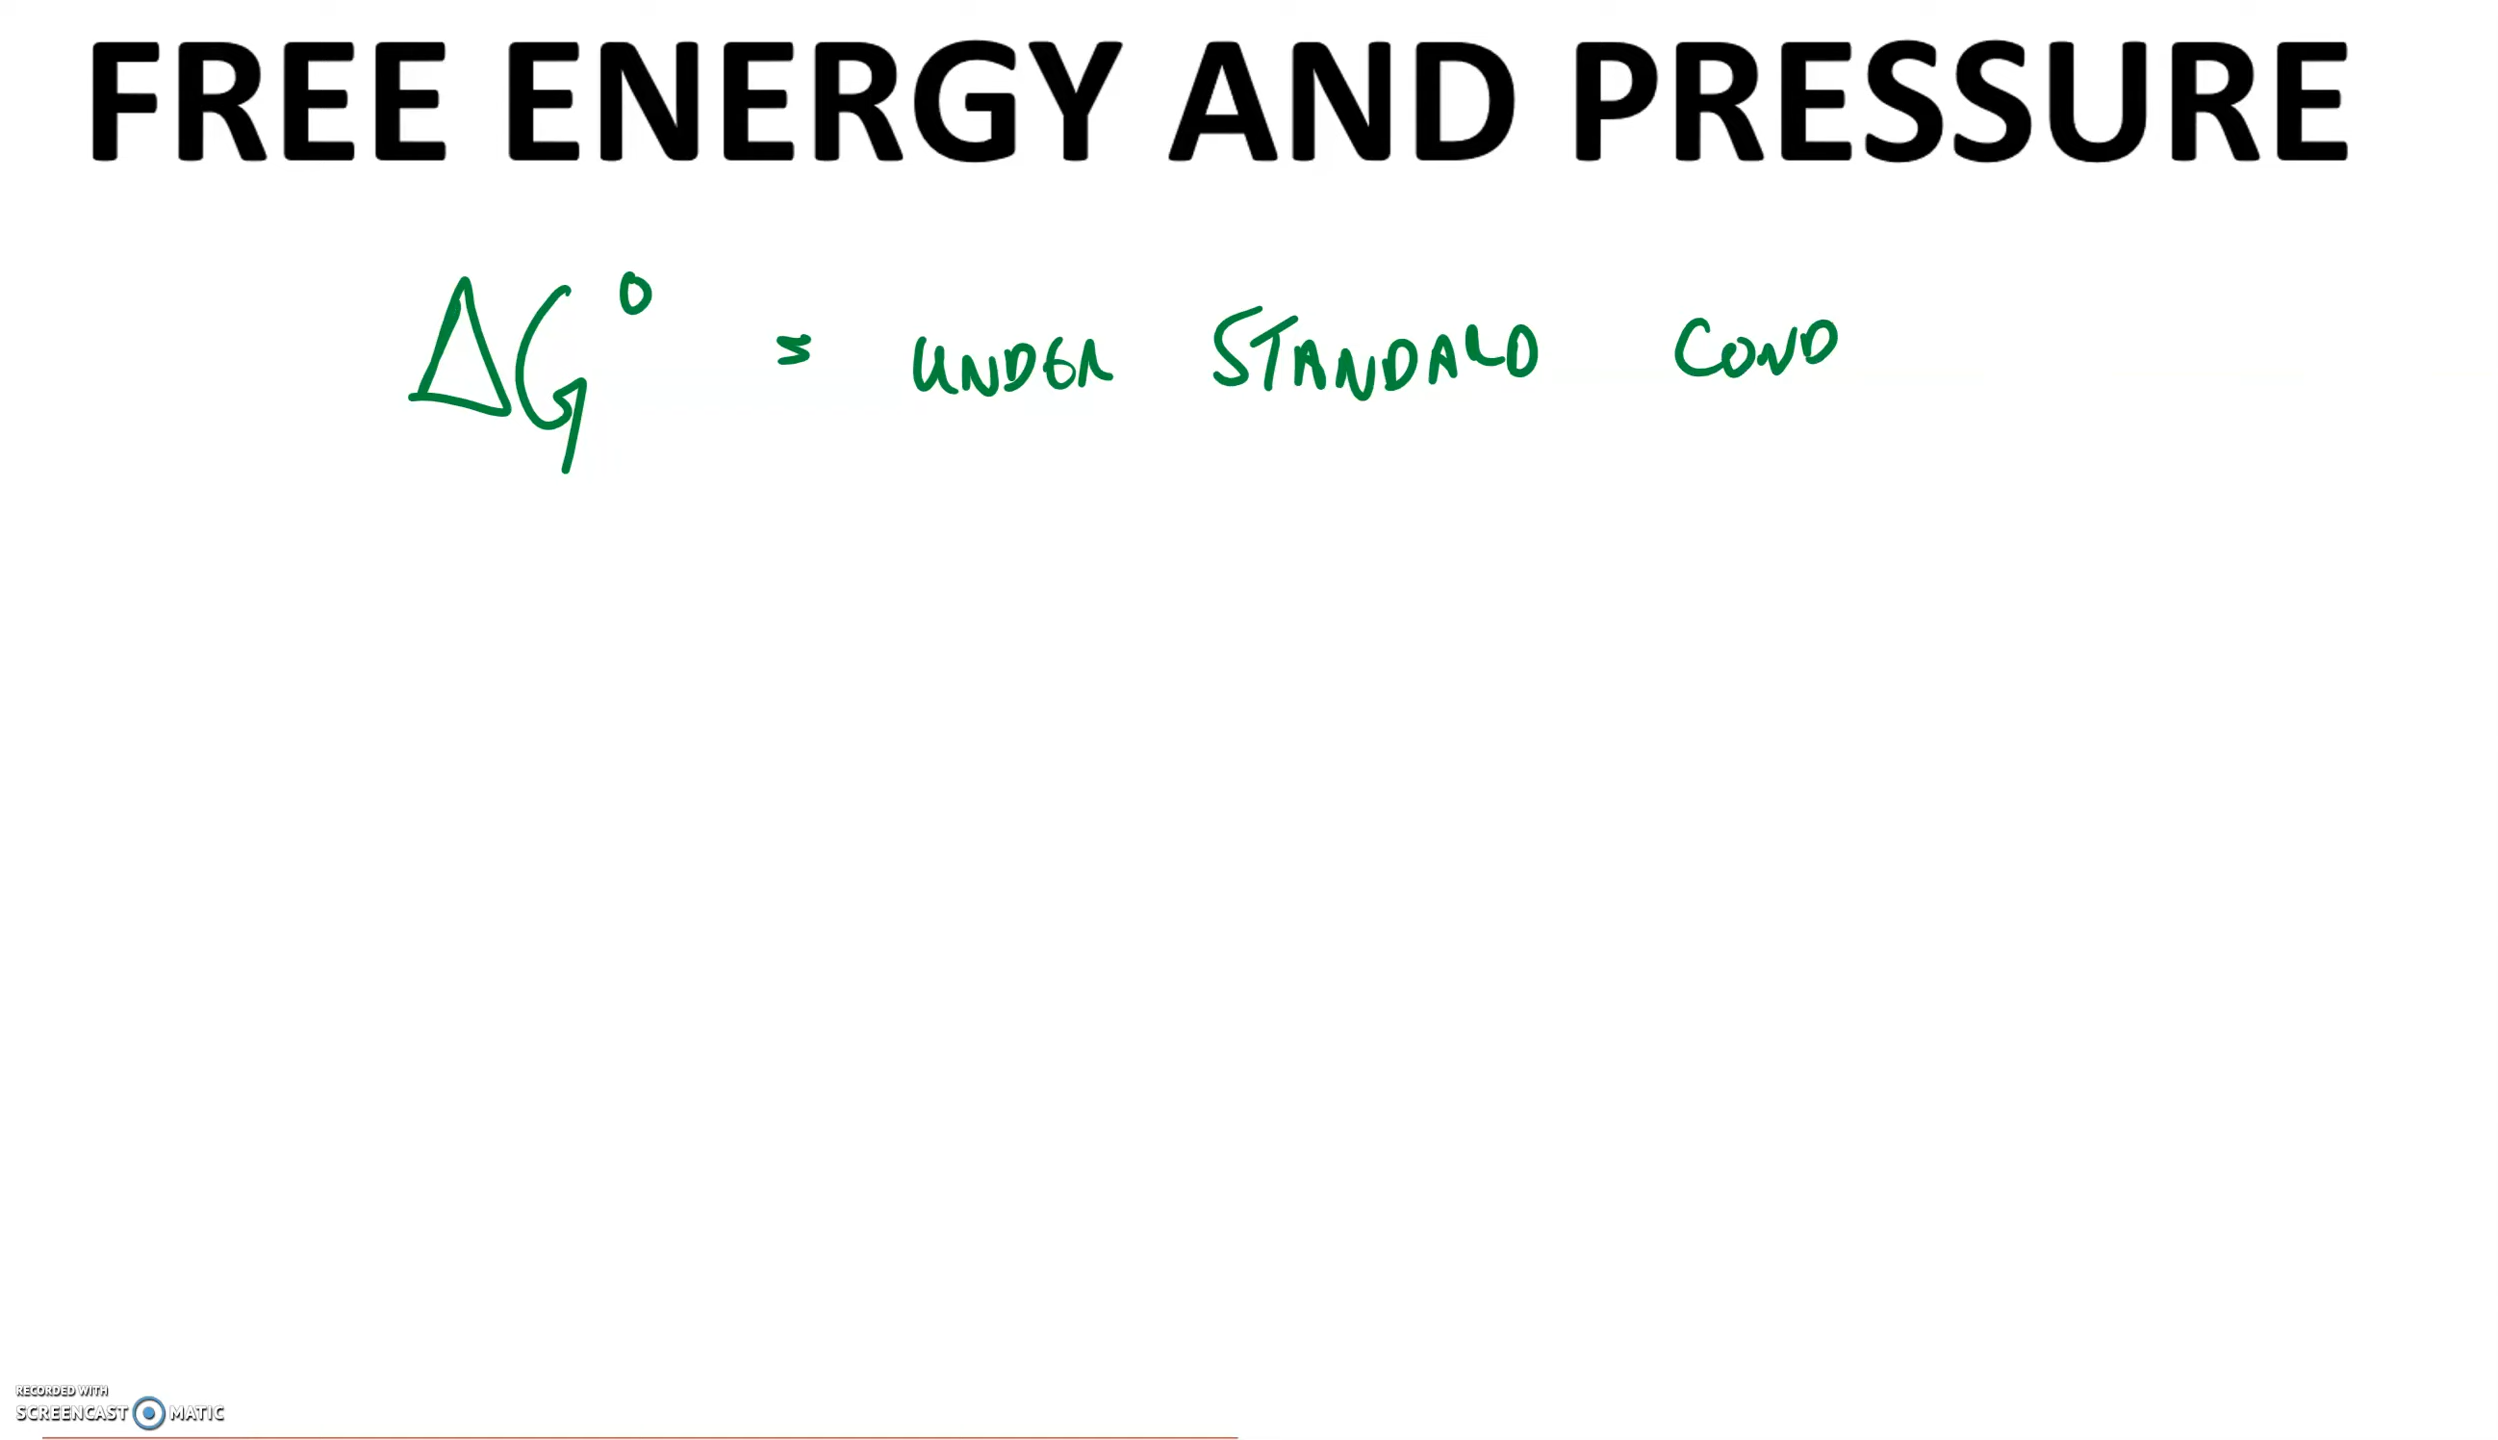 FREE ENERGY AND PRESSURE
ΔG° = UNDER STANDARD COND
RECORDED WITH
SCREENCAST MATIC